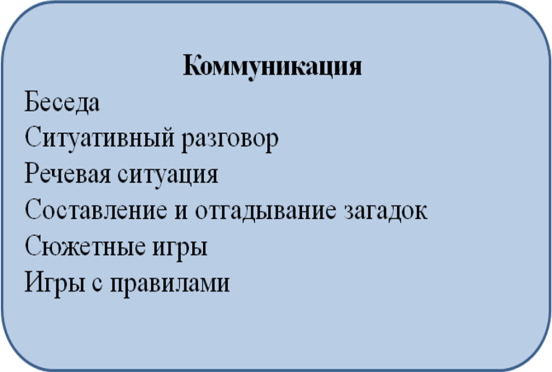 Коммуникация
Беседа
Ситуативный разговор
Речевая ситуация
Составление и отгадывание загадок
Сюжетные игры
Игры с правилами